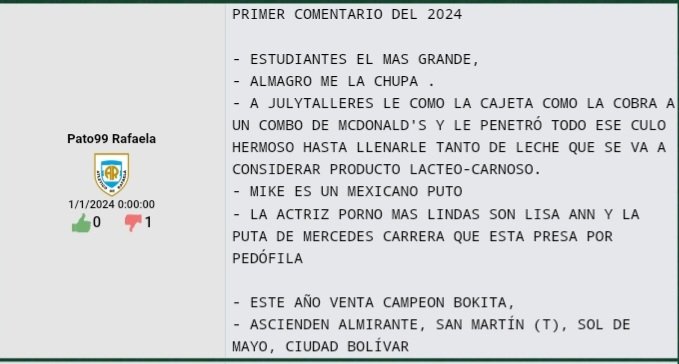 PRIMER COMENTARIO DEL 2024
- ESTUDIANTES EL MAS GRANDE,
- ALMAGRO ME LA CHUPA .
- A JULYTALLERES LE COMO LA CAJETA COMO LA COBRA A
UN COMBO DE MCDONALD'S Y LE PENETRÓ TODO ESE CULO
HERMOSO HASTA LLENARLE TANTO DE LECHE QUE SE VA A
CONSIDERAR PRODUCTO LACTEO-CARNOSO.
- MIKE ES UN MEXICANO PUTO
- LA ACTRIZ PORNO MAS LINDAS SON LISA ANN Y LA
PUTA DE MERCEDES CARRERA QUE ESTA PRESA POR
PEDÓFILA
- ESTE AÑO VENTA CAMPEON BOKITA,
- ASCIENDEN ALMIRANTE, SAN MARTÍN (T), SOL DE
MAYO, CIUDAD BOLÍVAR
Pato99 Rafaela
1/1/2024 0:00:00
0 1